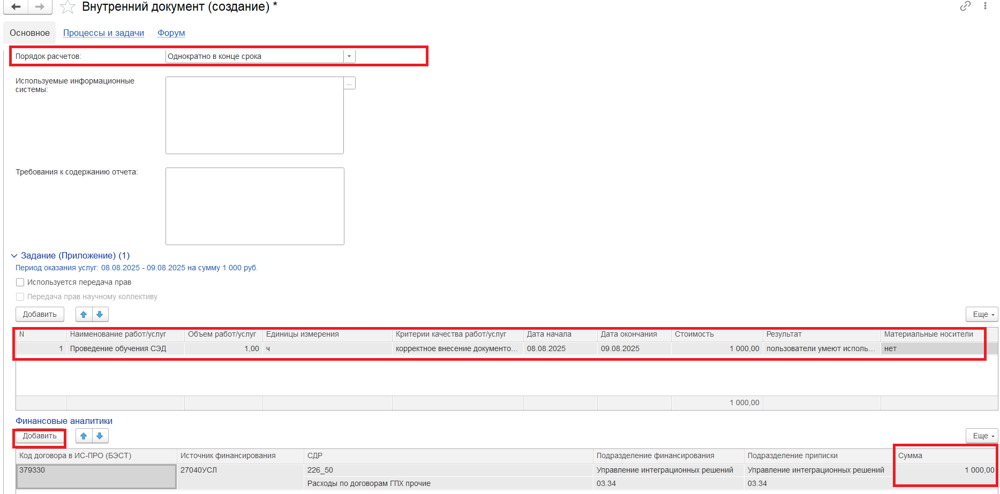 Внутренний документ (создание) *
Основное Процессы и задачи Форум
Порядок расчетов: Однократно в конце срока
Используемые информационные
системы:
...
Требования к содержанию отчета:
Задание (Приложение) (1)
Период оказания услуг: 08.08.2025 - 09.08.2025 на сумму 1 000 руб.
Используется передача прав
Передача прав научному коллективу
Добавить Еще
N Наименование работ/услуг Объем работ/услуг Единицы измерения Критерии качества работ/услуг Дата начала Дата окончания Стоимость Результат Материальные носители
1 Проведение обучения СЭД 1,00 ч корректное внесение документо... 08.08.2025 09.08.2025 1 000,00 пользователи умеют исполь... нет
1 000,00
Финансовые аналитики
Добавить Еще
Код договора в ИС-ПРО (БЭСТ) Источник финансирования СДР Подразделение финансирования Подразделение приписки Сумма
379330 27040УСЛ 226_50 Управление интеграционных решений Управление интеграционных решений 1 000,00
Расходы по договорам ГПХ прочие 03.34 03.34